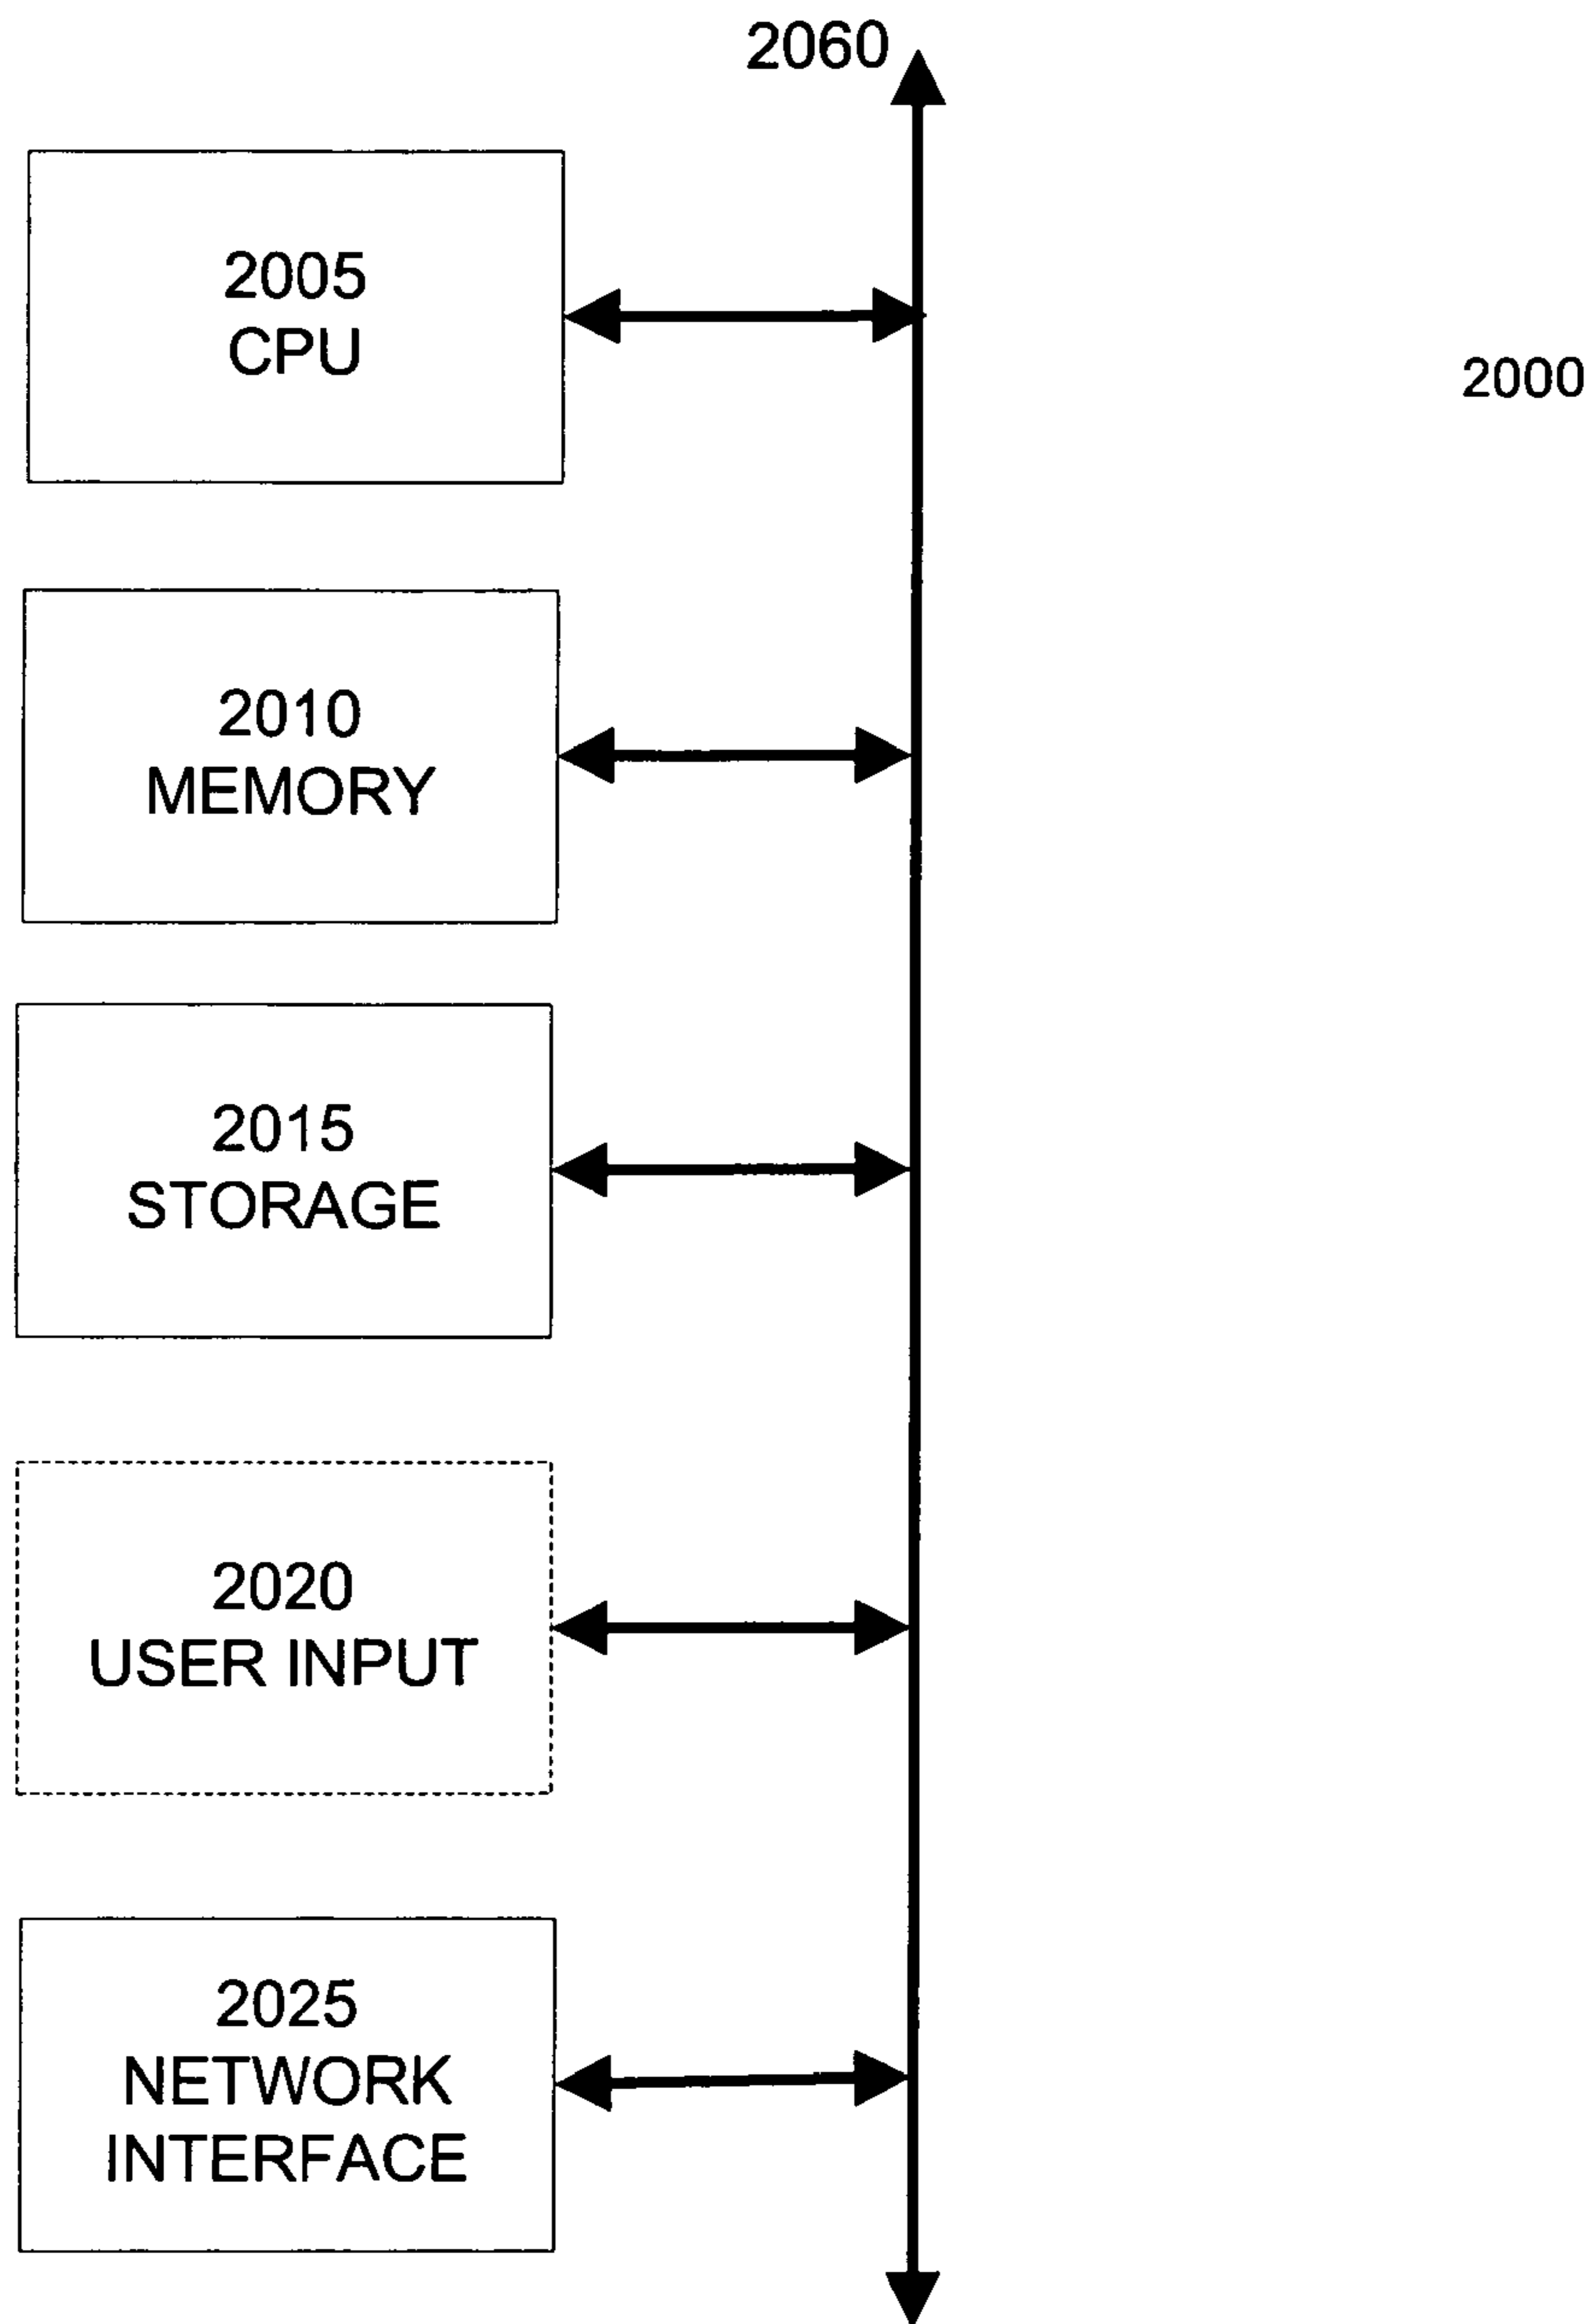 2060
2005
CPU
2000
2010
MEMORY
2015
STORAGE
2020
USER INPUT
2025
NETWORK
INTERFACE